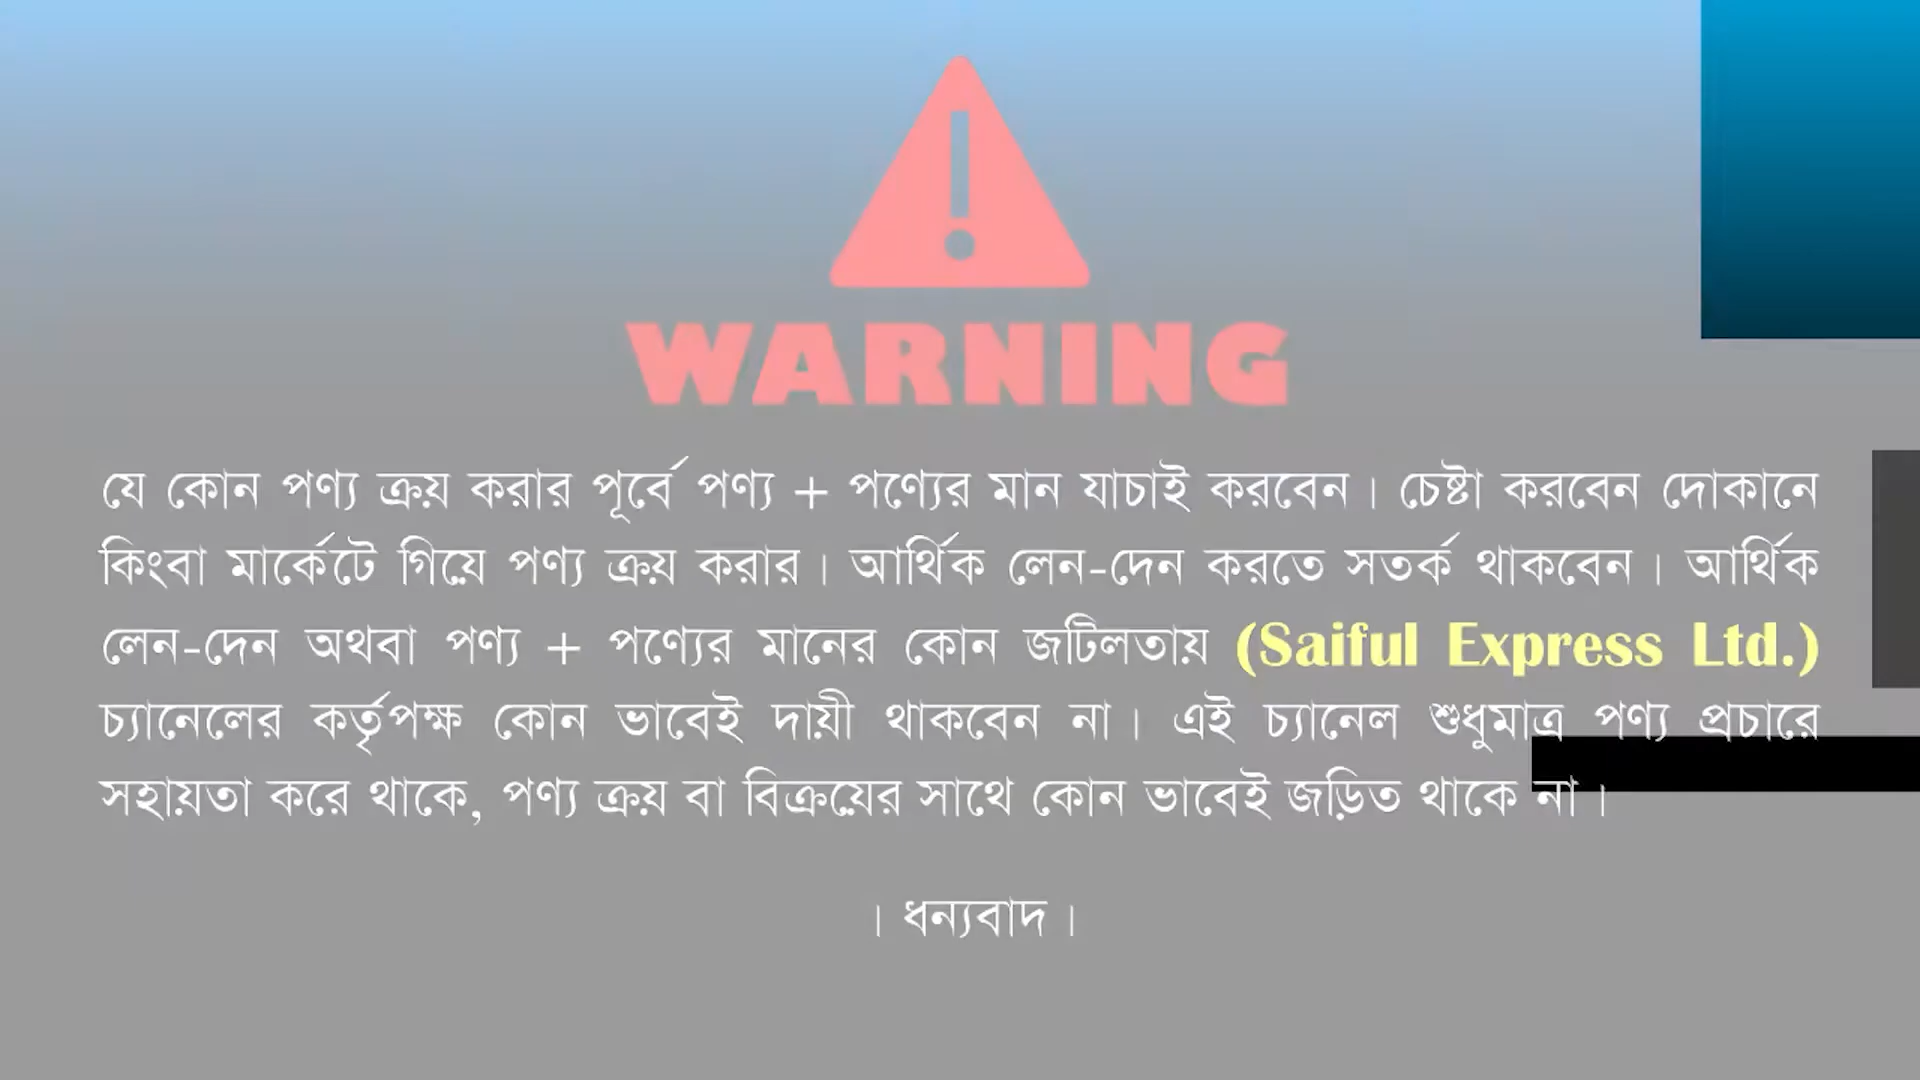 WARNING
যে কোন পণ্য ক্রয় করার পূর্বে পণ্য + পণ্যের মান যাচাই করবেন। চেষ্টা করবেন দোকানে
কিংবা মার্কেটে গিয়ে পণ্য ক্রয় করার। আর্থিক লেন-দেন করতে সতর্ক থাকবেন। আর্থিক
লেন-দেন অথবা পণ্য + পণ্যের মানের কোন জটিলতায় (Saiful Express Ltd.)
চ্যানেলের কর্তৃপক্ষ কোন ভাবেই দায়ী থাকবেন না। এই চ্যানেল শুধুমাত্র পণ্য প্রচারে
সহায়তা করে থাকে, পণ্য ক্রয় বা বিক্রয়ের সাথে কোন ভাবেই জড়িত থাকে না।
। ধন্যবাদ ।